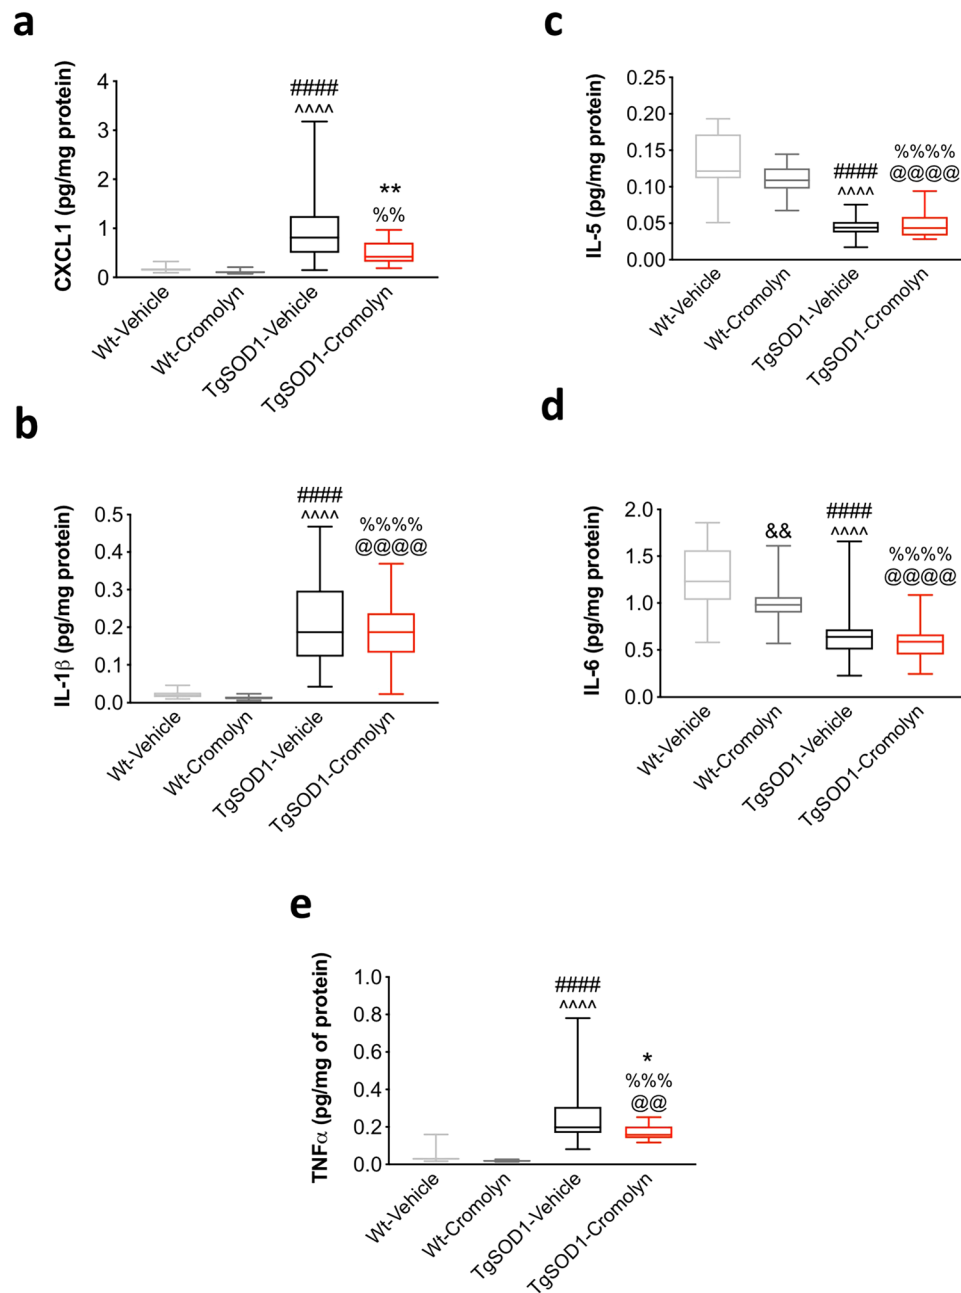 a
CXCL1 (pg/mg protein)
4
3
2
1
0
####
^^^^
**
%%
Wt-Vehicle
Wt-Cromolyn
TgSOD1-Vehicle
TgSOD1-Cromolyn
c
IL-5 (pg/mg protein)
0.25
0.20
0.15
0.10
0.05
0.00
####
^^^^
%%%%
@@@@
Wt-Vehicle
Wt-Cromolyn
TgSOD1-Vehicle
TgSOD1-Cromolyn
b
IL-1β (pg/mg protein)
0.5
0.4
0.3
0.2
0.1
0.0
####
^^^^
%%%%
@@@@
Wt-Vehicle
Wt-Cromolyn
TgSOD1-Vehicle
TgSOD1-Cromolyn
d
IL-6 (pg/mg protein)
2.0
1.5
1.0
0.5
0.0
&&
####
^^^^
%%%%
@@@@
Wt-Vehicle
Wt-Cromolyn
TgSOD1-Vehicle
TgSOD1-Cromolyn
e
TNFα (pg/mg of protein)
1.0
0.8
0.6
0.4
0.2
0.0
####
^^^^
*
%%%
@@
Wt-Vehicle
Wt-Cromolyn
TgSOD1-Vehicle
TgSOD1-Cromolyn